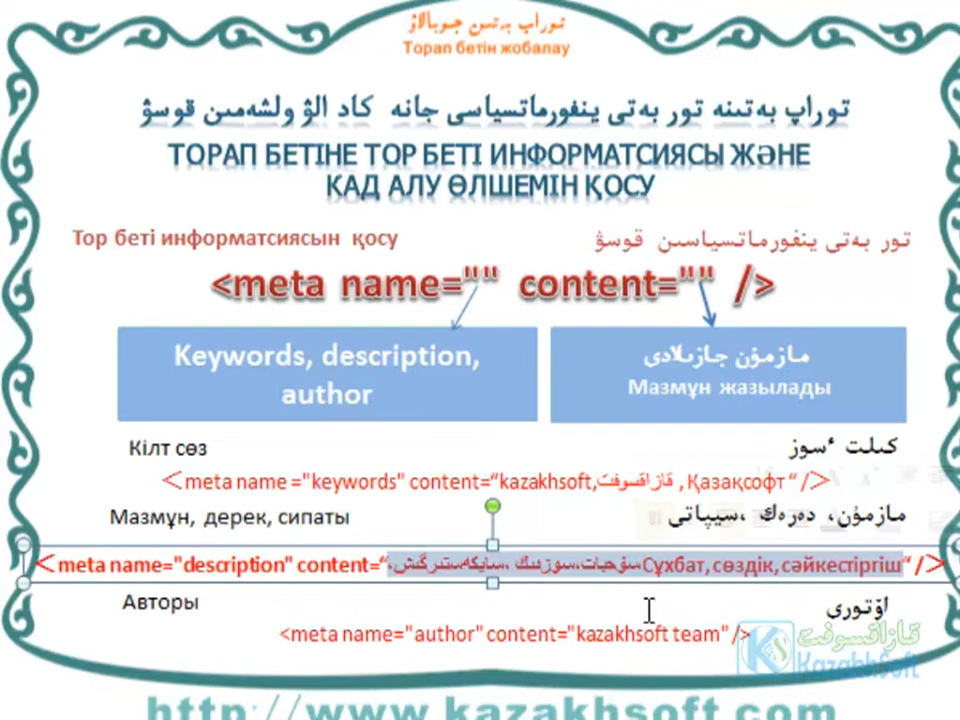 توراپ بەتىن جوبالاۋ
Торап бетін жобалау
توراپ بەتىنە تور بەتى ينفورماتسياسى جانە كاد الۋ ولشەمىن قوسۋ
ТОРАП БЕТІНЕ ТОР БЕТІ ИНФОРМАТСИЯСЫ ЖӘНЕ
КАД АЛУ ӨЛШЕМІН ҚОСУ
Тор беті информатсиясын қосу
تور بەتى ينفورماتسياسىن قوسۋ
<meta name="" content="" />
Keywords, description,
author
مازمۇن جازىلادى
Мазмұн жазылады
Кілт сөз
كىلت ٴسوز
<meta name ="keywords" content=“kazakhsoft,قازاقسوفت , Қазақсофт “ />
Мазмұн, дерек, сипаты
مازمۇن، دەرەك ،سيپاتى
<meta name="description" content=“سۇحبات،سوزدىك ،سايكەستىرگىش،Сұхбат,сөздік,сәйкестіргіш“ />
Авторы
اۆتورى
<meta name="author" content="kazakhsoft team" />
قازاقسوفت
KazakhSoft
http://www.kazakhsoft.com